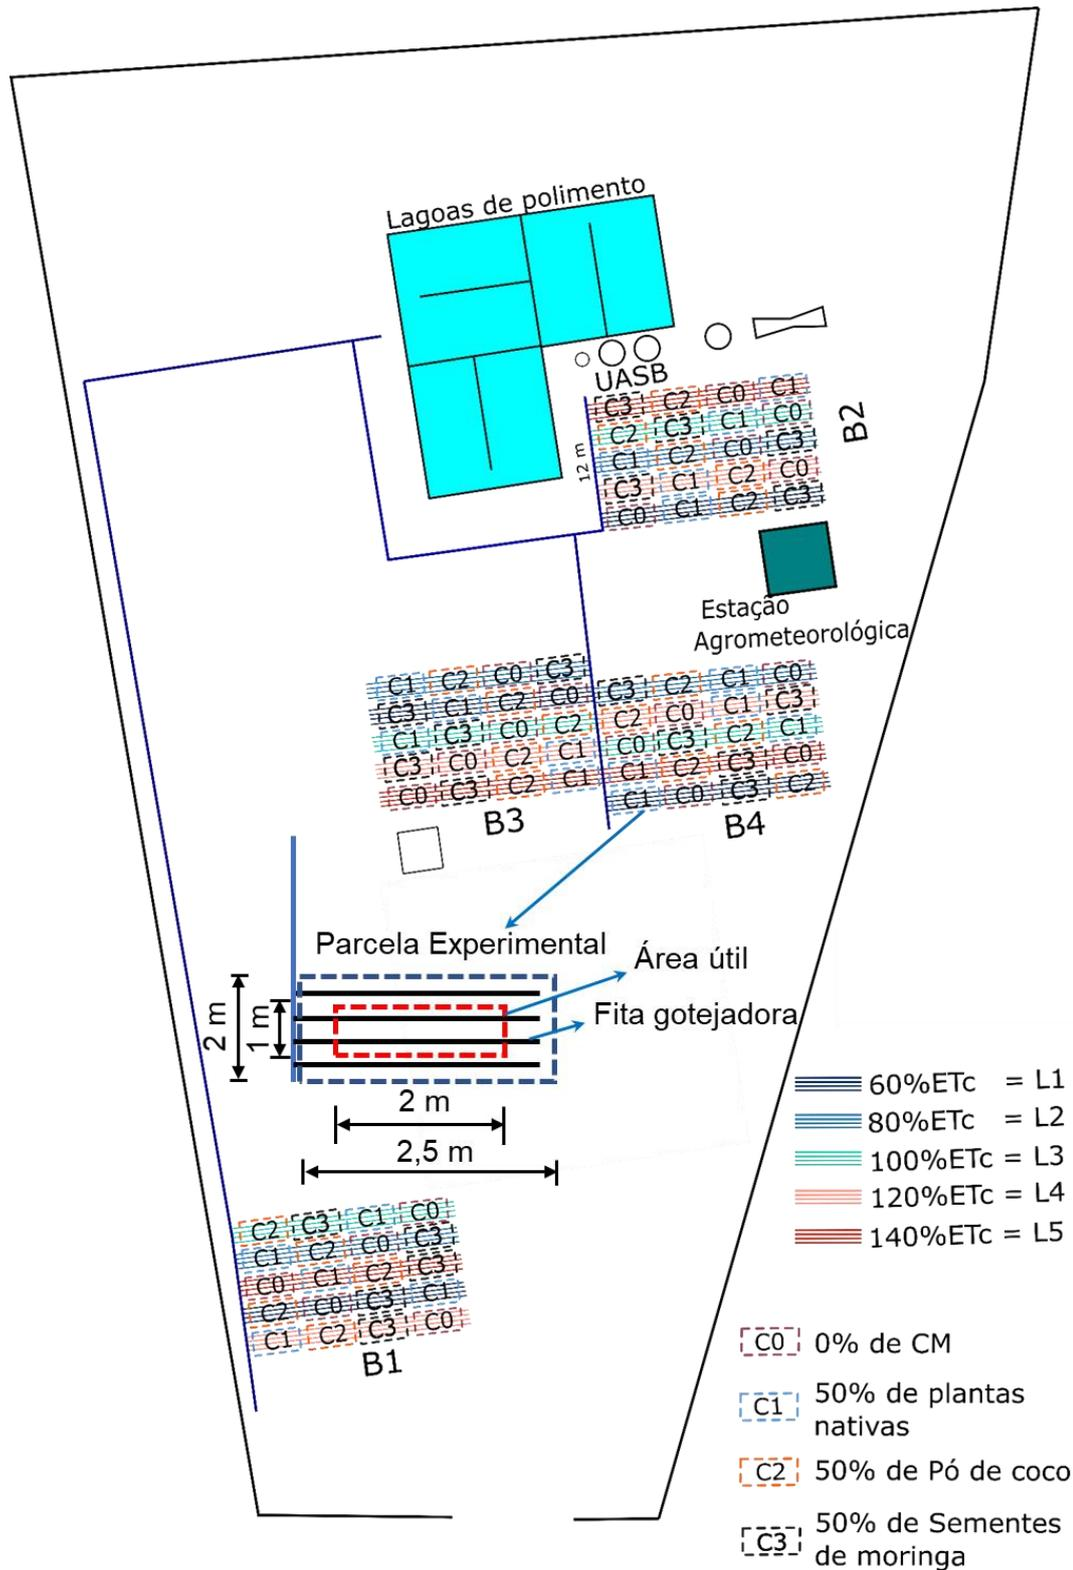 Lagoas de polimento
UASB
12 m
C3 C2 C0 C1
C2 C3 C1 C0
C1 C2 C0 C3
C3 C1 C2 C0
C0 C1 C2 C3
B2
Estação
Agrometeorológica
C1 C2 C0 C3
C3 C1 C2 C0
C1 C3 C0 C2
C3 C0 C2 C1
C0 C3 C2 C1
B3
C3 C2 C1 C0
C2 C0 C1 C3
C0 C3 C2 C1
C1 C2 C3 C0
C1 C0 C3 C2
B4
Parcela Experimental
Área útil
Fita gotejadora
2 m
1 m
2 m
2,5 m
C2 C3 C1 C0
C1 C2 C0 C3
C0 C1 C2 C3
C2 C0 C3 C1
C1 C2 C3 C0
B1
60%ETc = L1
80%ETc = L2
100%ETc = L3
120%ETc = L4
140%ETc = L5
C0 0% de CM
C1 50% de plantas
nativas
C2 50% de Pó de coco
C3 50% de Sementes
de moringa